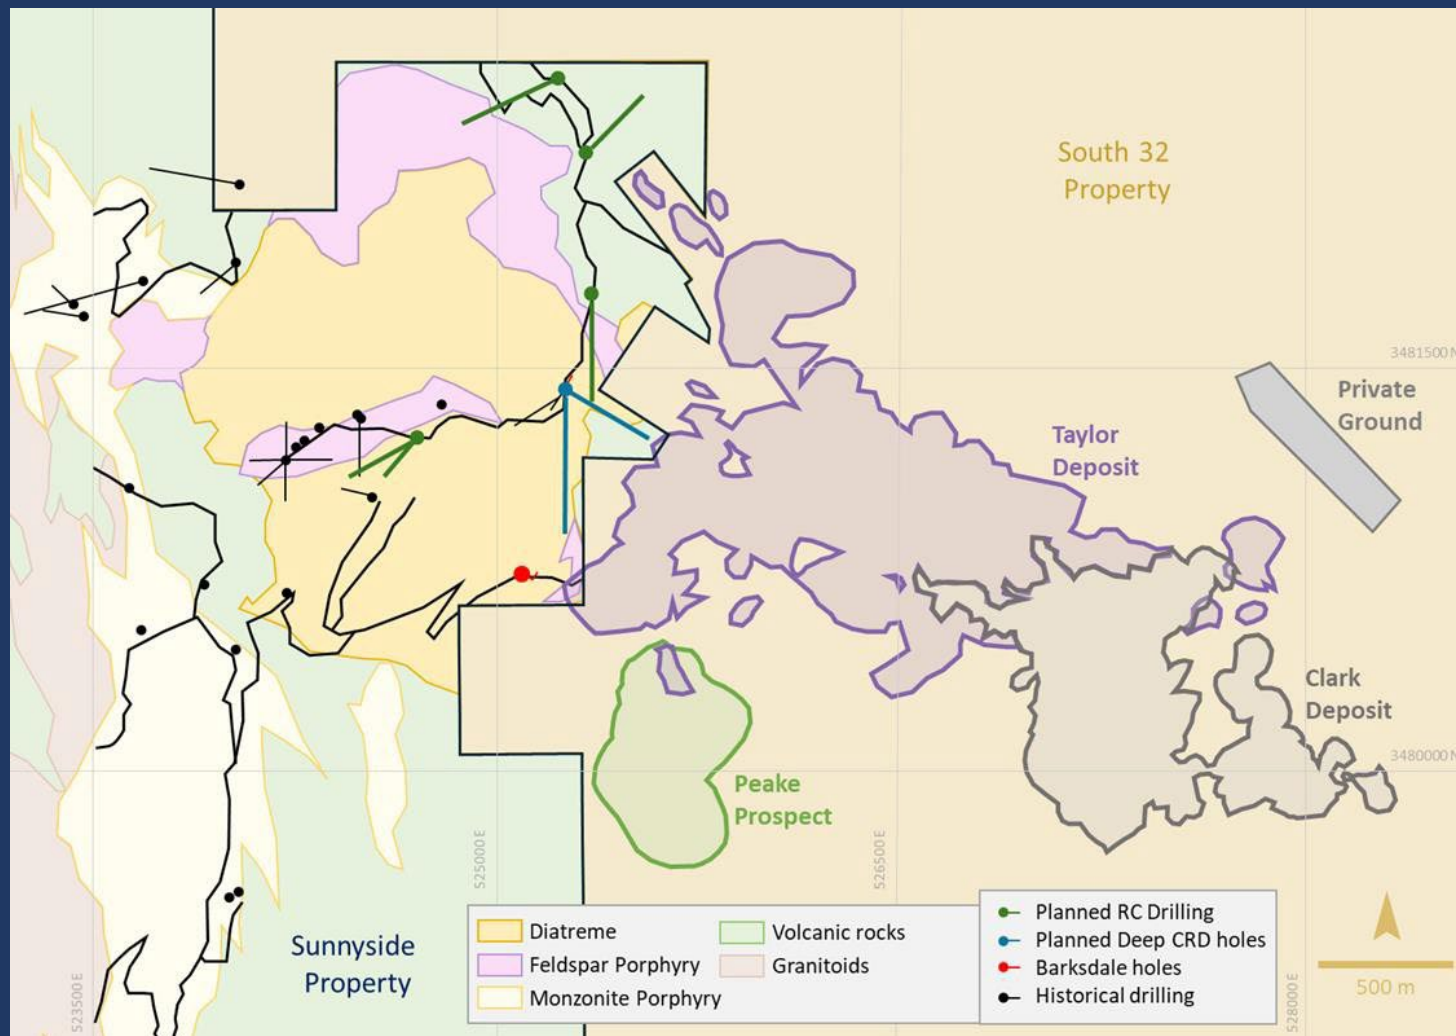 South 32
Property
3481500 N
Private
Ground
Taylor
Deposit
Clark
Deposit
3480000 N
Peake
Prospect
525000 E
526500 E
523500 E
528000 E
Sunnyside
Property
Diatreme
Feldspar Porphyry
Monzonite Porphyry
Volcanic rocks
Granitoids
Planned RC Drilling
Planned Deep CRD holes
Barksdale holes
Historical drilling
500 m